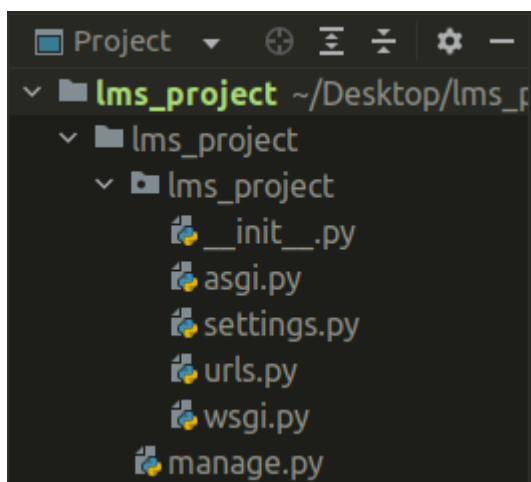 Project
lms_project ~/Desktop/lms_p
lms_project
lms_project
__init__.py
asgi.py
settings.py
urls.py
wsgi.py
manage.py